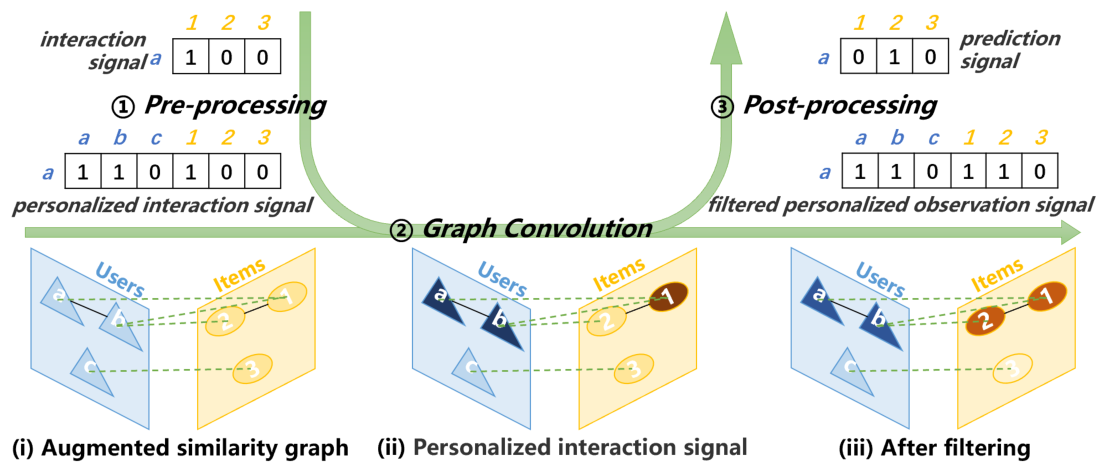 1 2 3
interaction
signal
a 1 0 0
① Pre-processing
a b c 1 2 3
a 1 1 0 1 0 0
personalized interaction signal
② Graph Convolution
1 2 3
a 0 1 0
prediction
signal
③ Post-processing
a b c 1 2 3
a 1 1 0 1 1 0
filtered personalized observation signal
Users
Items
a
b
c
1
2
3
(i) Augmented similarity graph
Users
Items
a
b
c
1
2
3
(ii) Personalized interaction signal
Users
Items
a
b
c
1
2
3
(iii) After filtering